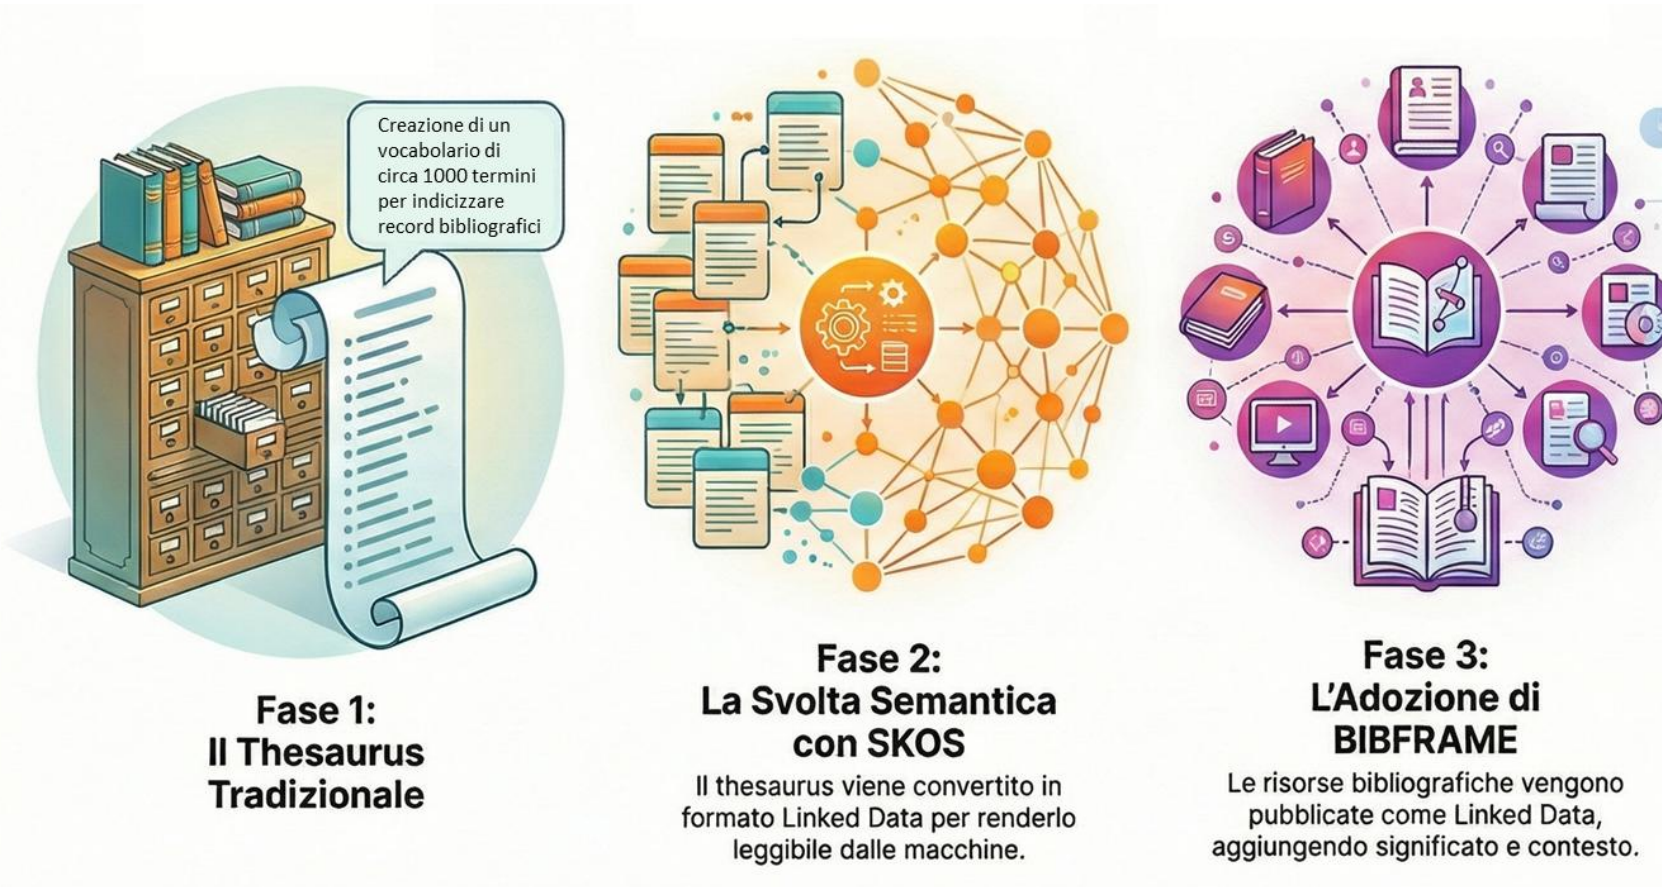 Creazione di un
vocabolario di
circa 1000 termini
per indicizzare
record bibliografici
Fase 1:
Il Thesaurus
Tradizionale
Fase 2:
La Svolta Semantica
con SKOS
Il thesaurus viene convertito in
formato Linked Data per renderlo
leggibile dalle macchine.
Fase 3:
L’Adozione di
BIBFRAME
Le risorse bibliografiche vengono
pubblicate come Linked Data,
aggiungendo significato e contesto.